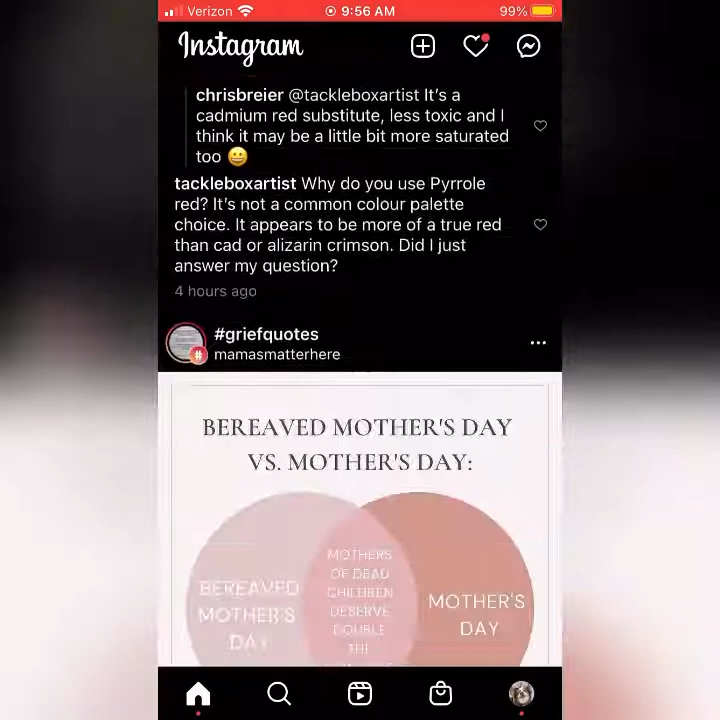 Verizon 9:56 AM 99%
Instagram
chrisbreier @tackleboxartist It's a
cadmium red substitute, less toxic and I
think it may be a little bit more saturated
too 😀
tackleboxartist Why do you use Pyrrole
red? It's not a common colour palette
choice. It appears to be more of a true red
than cad or alizarin crimson. Did I just
answer my question?
4 hours ago
#griefquotes
#
mamasmatterhere
BEREAVED MOTHER'S DAY
VS. MOTHER'S DAY:
BEREAVED
MOTHER'S
DAY
MOTHERS
OF DEAD
CHILDREN
DESERVE
DOUBLE
THE
MOTHER'S
DAY